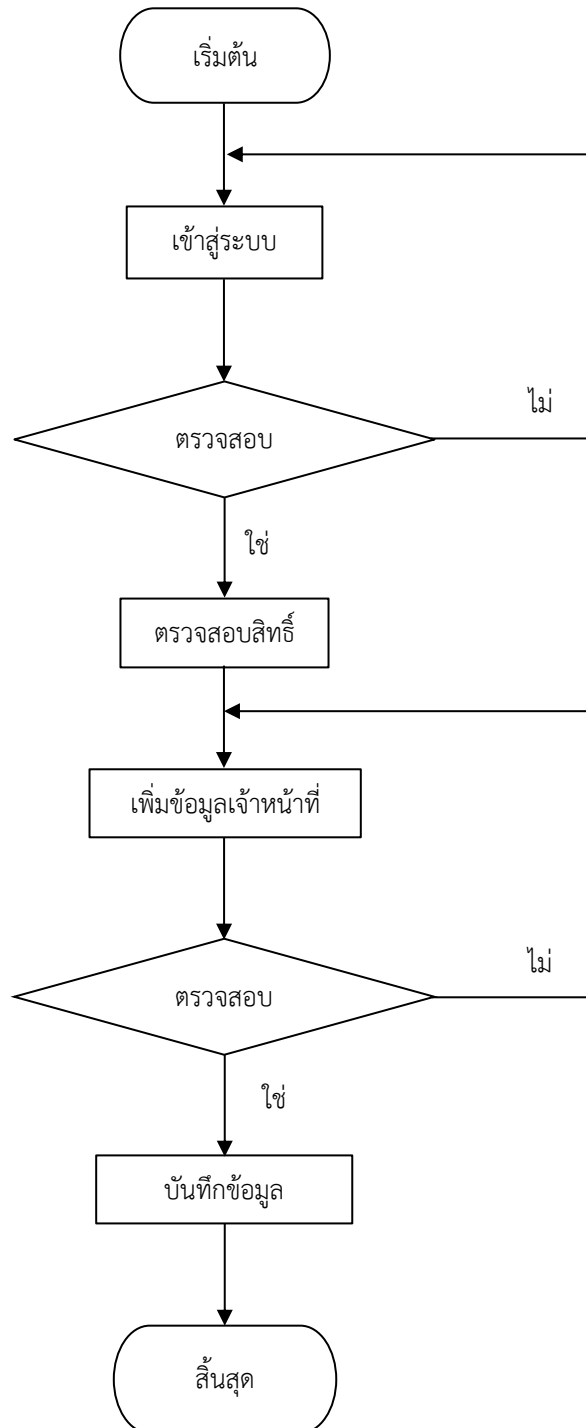 เริ่มต้น
เข้าสู่ระบบ
ตรวจสอบ
ไม่
ใช่
ตรวจสอบสิทธิ์
เพิ่มข้อมูลเจ้าหน้าที่
ตรวจสอบ
ไม่
ใช่
บันทึกข้อมูล
สิ้นสุด